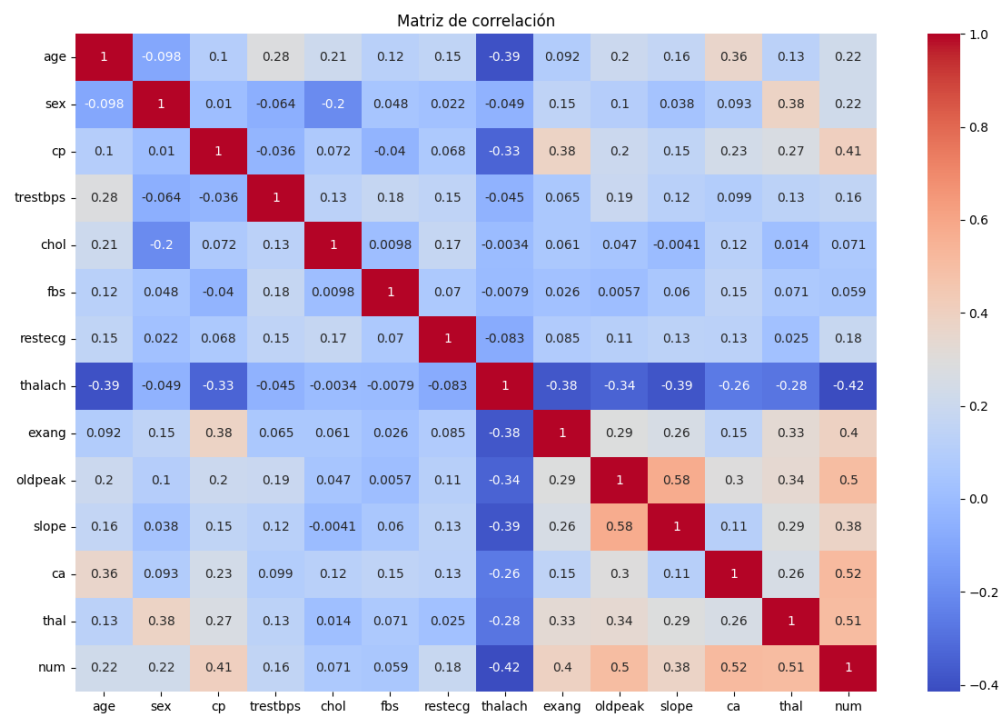 Matriz de correlación
age 1 -0.098 0.1 0.28 0.21 0.12 0.15 -0.39 0.092 0.2 0.16 0.36 0.13 0.22
sex -0.098 1 0.01 -0.064 -0.2 0.048 0.022 -0.049 0.15 0.1 0.038 0.093 0.38 0.22
cp 0.1 0.01 1 -0.036 0.072 -0.04 0.068 -0.33 0.38 0.2 0.15 0.23 0.27 0.41
trestbps 0.28 -0.064 -0.036 1 0.13 0.18 0.15 -0.045 0.065 0.19 0.12 0.099 0.13 0.16
chol 0.21 -0.2 0.072 0.13 1 0.0098 0.17 -0.0034 0.061 0.047 -0.0041 0.12 0.014 0.071
fbs 0.12 0.048 -0.04 0.18 0.0098 1 0.07 -0.0079 0.026 0.0057 0.06 0.15 0.071 0.059
restecg 0.15 0.022 0.068 0.15 0.17 0.07 1 -0.083 0.085 0.11 0.13 0.13 0.025 0.18
thalach -0.39 -0.049 -0.33 -0.045 -0.0034 -0.0079 -0.083 1 -0.38 -0.34 -0.39 -0.26 -0.28 -0.42
exang 0.092 0.15 0.38 0.065 0.061 0.026 0.085 -0.38 1 0.29 0.26 0.15 0.33 0.4
oldpeak 0.2 0.1 0.2 0.19 0.047 0.0057 0.11 -0.34 0.29 1 0.58 0.3 0.34 0.5
slope 0.16 0.038 0.15 0.12 -0.0041 0.06 0.13 -0.39 0.26 0.58 1 0.11 0.29 0.38
ca 0.36 0.093 0.23 0.099 0.12 0.15 0.13 -0.26 0.15 0.3 0.11 1 0.26 0.52
thal 0.13 0.38 0.27 0.13 0.014 0.071 0.025 -0.28 0.33 0.34 0.29 0.26 1 0.51
num 0.22 0.22 0.41 0.16 0.071 0.059 0.18 -0.42 0.4 0.5 0.38 0.52 0.51 1
age sex cp trestbps chol fbs restecg thalach exang oldpeak slope ca thal num
1.0
0.8
0.6
0.4
0.2
0.0
−0.2
−0.4